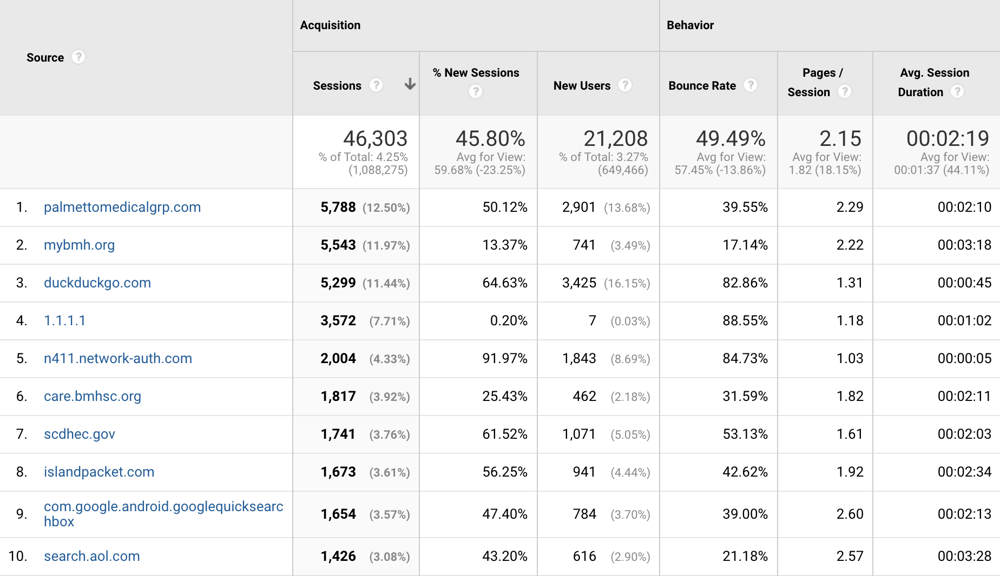 Acquisition
Behavior
Source ?
Sessions ?
% New Sessions
?
New Users ?
Bounce Rate ?
Pages /
Session ?
Avg. Session
Duration ?
46,303
% of Total: 4.25%
(1,088,275)
45.80%
Avg for View:
59.68% (-23.25%)
21,208
% of Total: 3.27%
(649,466)
49.49%
Avg for View:
57.45% (-13.86%)
2.15
Avg for View:
1.82 (18.15%)
00:02:19
Avg for View:
00:01:37 (44.11%)
1. palmettomedicalgrp.com 5,788 (12.50%) 50.12% 2,901 (13.68%) 39.55% 2.29 00:02:10
2. mybmh.org 5,543 (11.97%) 13.37% 741 (3.49%) 17.14% 2.22 00:03:18
3. duckduckgo.com 5,299 (11.44%) 64.63% 3,425 (16.15%) 82.86% 1.31 00:00:45
4. 1.1.1.1 3,572 (7.71%) 0.20% 7 (0.03%) 88.55% 1.18 00:01:02
5. n411.network-auth.com 2,004 (4.33%) 91.97% 1,843 (8.69%) 84.73% 1.03 00:00:05
6. care.bmhsc.org 1,817 (3.92%) 25.43% 462 (2.18%) 31.59% 1.82 00:02:11
7. scdhec.gov 1,741 (3.76%) 61.52% 1,071 (5.05%) 53.13% 1.61 00:02:03
8. islandpacket.com 1,673 (3.61%) 56.25% 941 (4.44%) 42.62% 1.92 00:02:34
9. com.google.android.googlequicksearc
hbox 1,654 (3.57%) 47.40% 784 (3.70%) 39.00% 2.60 00:02:13
10. search.aol.com 1,426 (3.08%) 43.20% 616 (2.90%) 21.18% 2.57 00:03:28